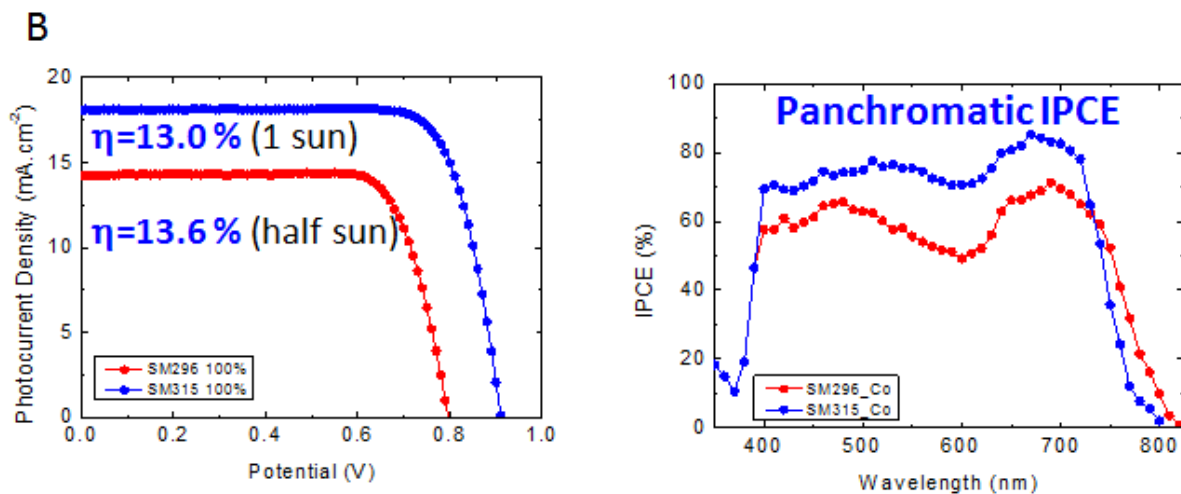 B
Photocurrent Density (mA.cm-2)
20
15
10
5
0
η=13.0 % (1 sun)
η=13.6 % (half sun)
SM296 100%
SM315 100%
0.0 0.2 0.4 0.6 0.8 1.0
Potential (V)
IPCE (%)
100
80
60
40
20
0
Panchromatic IPCE
SM296_Co
SM315_Co
400 500 600 700 800
Wavelength (nm)